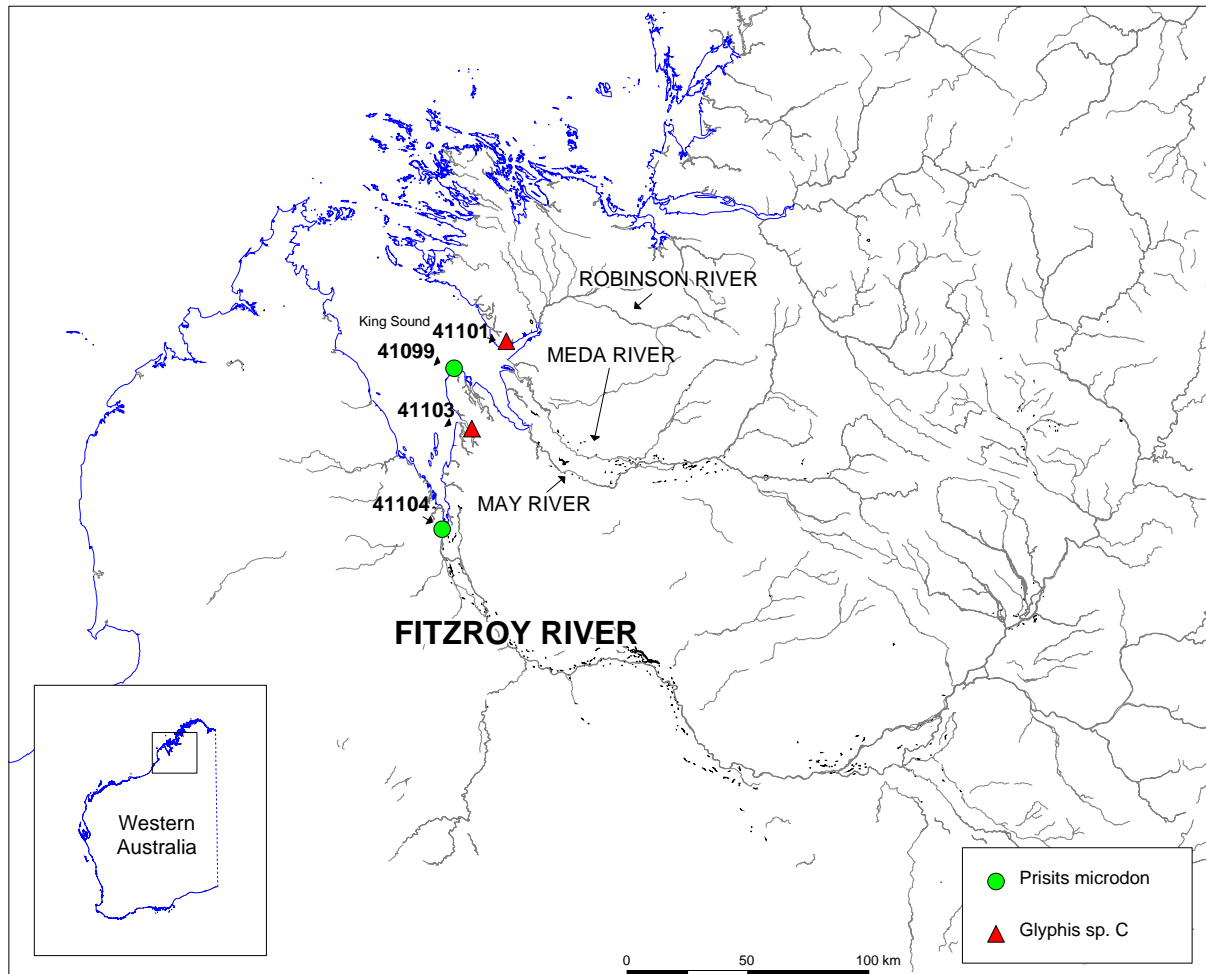 ROBINSON RIVER
King Sound
41101
41099
MEDA RIVER
41103
41104
MAY RIVER
FITZROY RIVER
Western
Australia
Prisits microdon
Glyphis sp. C
0 50 100 km